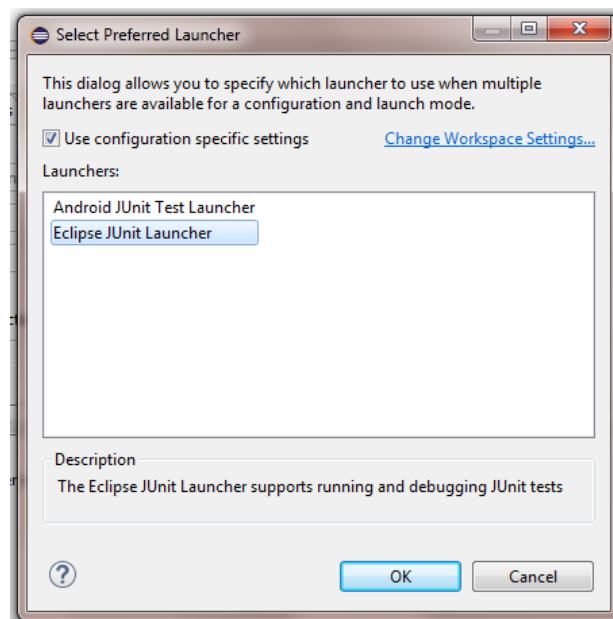 Select Preferred Launcher
This dialog allows you to specify which launcher to use when multiple
launchers are available for a configuration and launch mode.
Use configuration specific settings Change Workspace Settings...
Launchers:
Android JUnit Test Launcher
Eclipse JUnit Launcher
Description
The Eclipse JUnit Launcher supports running and debugging JUnit tests
OK Cancel